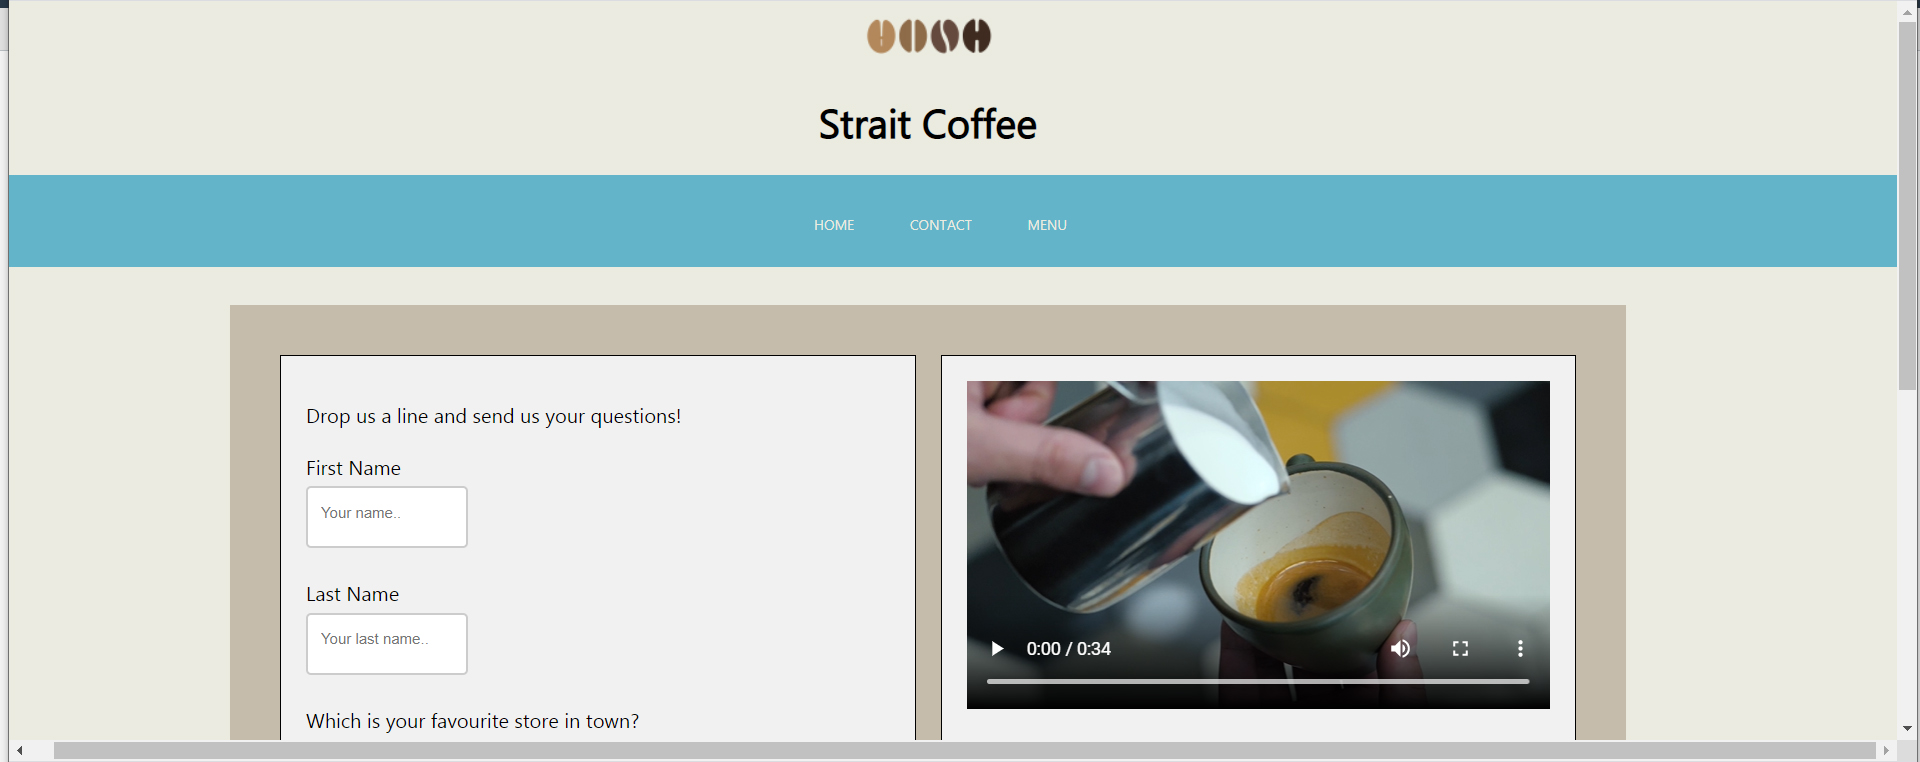 Strait Coffee
HOME CONTACT MENU
Drop us a line and send us your questions!
First Name
Your name..
Last Name
Your last name..
Which is your favourite store in town?
0:00 / 0:34